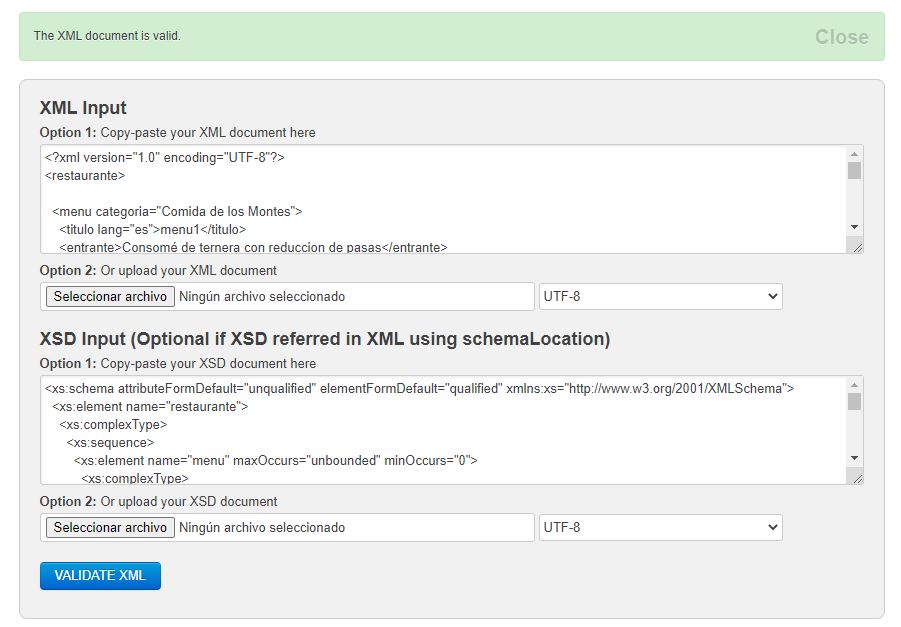 The XML document is valid.
Close
XML Input
Option 1: Copy-paste your XML document here
<?xml version="1.0" encoding="UTF-8"?>
<restaurante>
<menu categoria="Comida de los Montes">
<titulo lang="es">menu1</titulo>
<entrante>Consomé de ternera con reduccion de pasas</entrante>
Option 2: Or upload your XML document
Seleccionar archivo Ningún archivo seleccionado UTF-8
XSD Input (Optional if XSD referred in XML using schemaLocation)
Option 1: Copy-paste your XSD document here
<xs:schema attributeFormDefault="unqualified" elementFormDefault="qualified" xmlns:xs="http://www.w3.org/2001/XMLSchema">
<xs:element name="restaurante">
<xs:complexType>
<xs:sequence>
<xs:element name="menu" maxOccurs="unbounded" minOccurs="0">
<xs:complexType>
Option 2: Or upload your XSD document
Seleccionar archivo Ningún archivo seleccionado UTF-8
VALIDATE XML